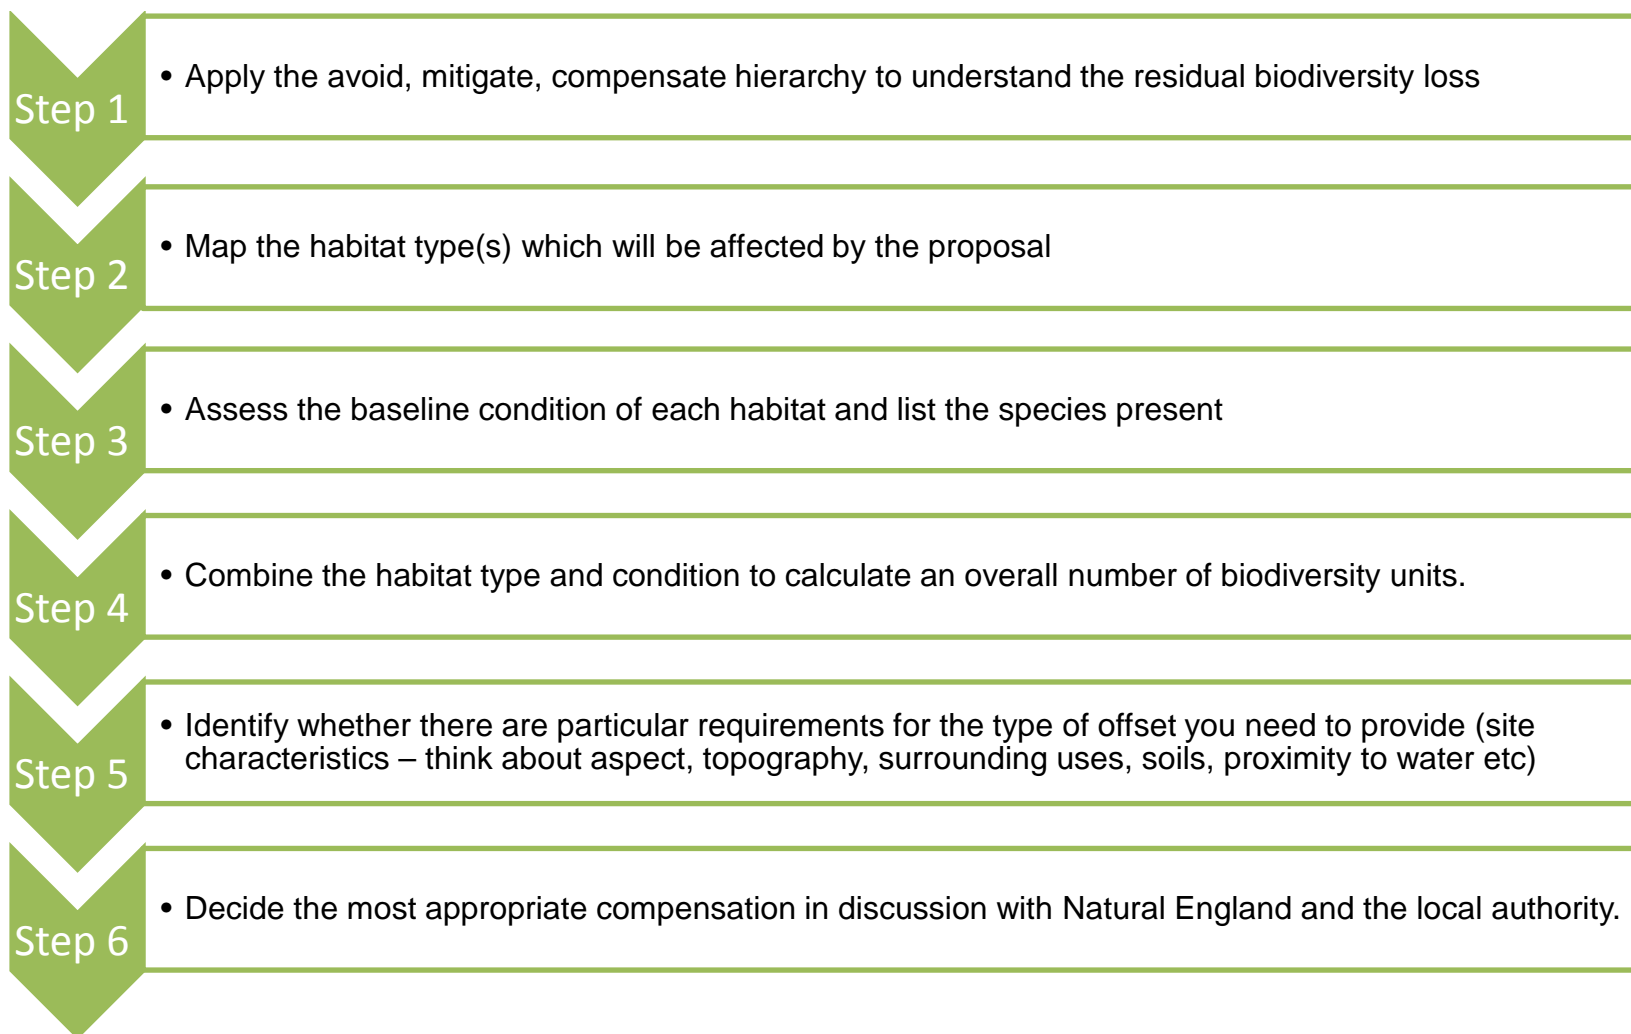 Step 1
• Apply the avoid, mitigate, compensate hierarchy to understand the residual biodiversity loss
Step 2
• Map the habitat type(s) which will be affected by the proposal
Step 3
• Assess the baseline condition of each habitat and list the species present
Step 4
• Combine the habitat type and condition to calculate an overall number of biodiversity units.
Step 5
• Identify whether there are particular requirements for the type of offset you need to provide (site
characteristics – think about aspect, topography, surrounding uses, soils, proximity to water etc)
Step 6
• Decide the most appropriate compensation in discussion with Natural England and the local authority.